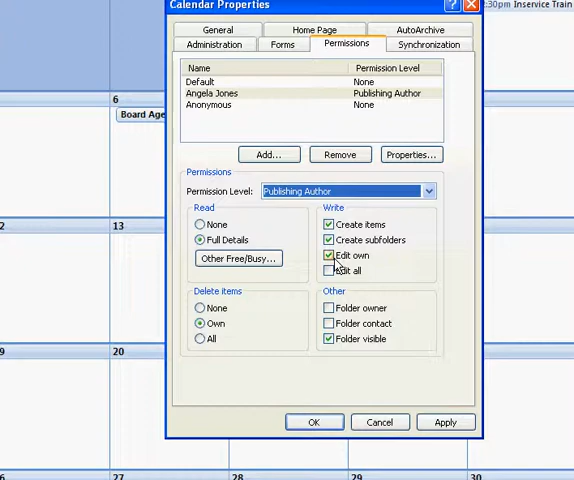 Calendar Properties
:30pm Inservice Train
General Home Page AutoArchive
Administration Forms Permissions Synchronization
Name Permission Level
Default None
Angela Jones Publishing Author
Anonymous None
Add... Remove Properties...
Permissions
Permission Level: Publishing Author
Read
None
Full Details
Other Free/Busy...
Write
Create items
Create subfolders
Edit own
Edit all
Delete items
None
Own
All
Other
Folder owner
Folder contact
Folder visible
OK Cancel Apply
6
Board Age
2 13
9 20
26 27 28 29 30